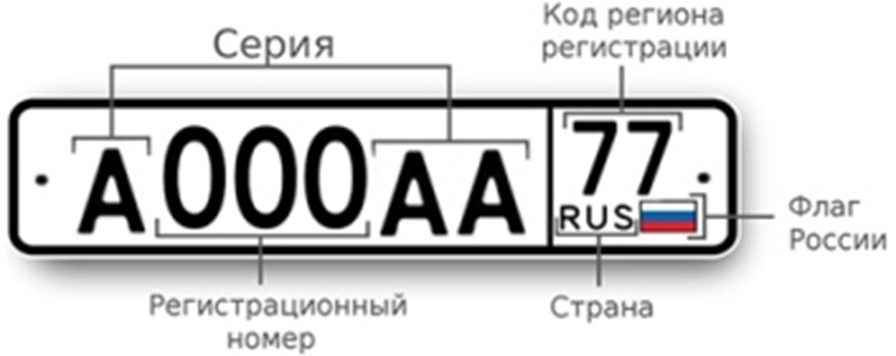 Код региона
регистрации
Серия
А000АА
77
RUS
Флаг
России
Регистрационный
номер
Страна